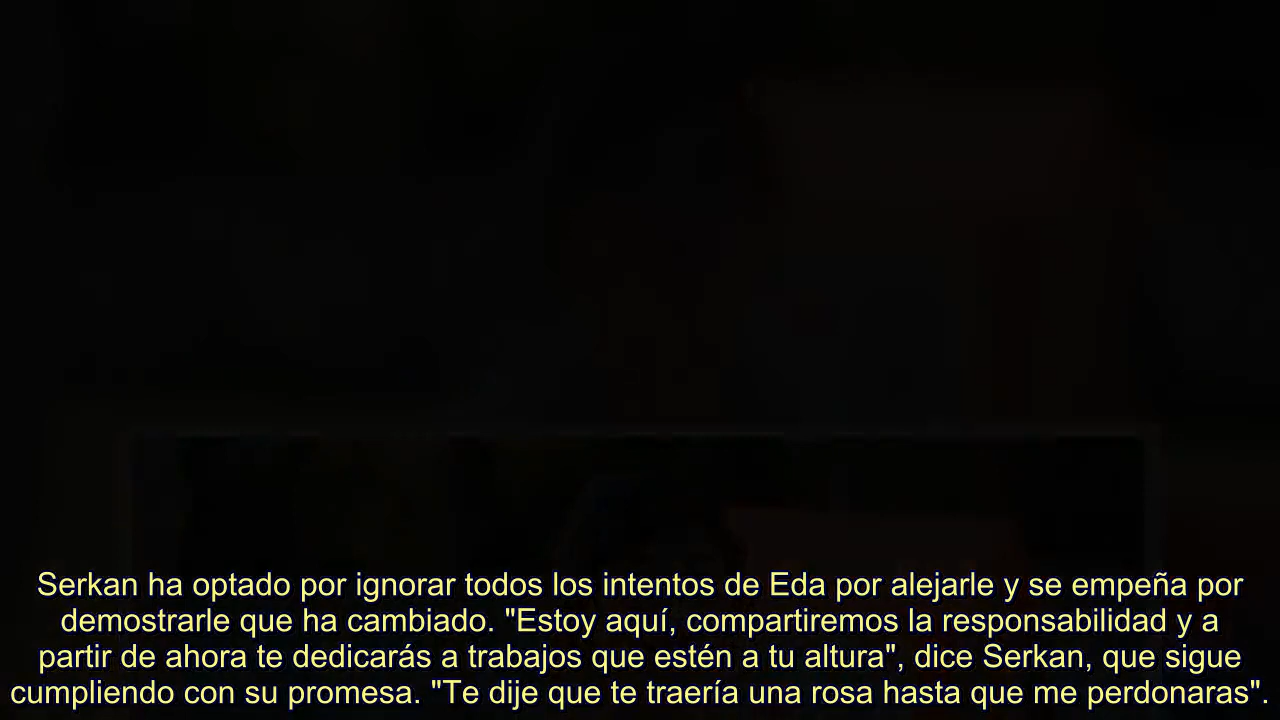 Serkan ha optado por ignorar todos los intentos de Eda por alejarle y se empeña por
demostrarle que ha cambiado. "Estoy aquí, compartiremos la responsabilidad y a
partir de ahora te dedicarás a trabajos que estén a tu altura", dice Serkan, que sigue
cumpliendo con su promesa. "Te dije que te traería una rosa hasta que me perdonaras".